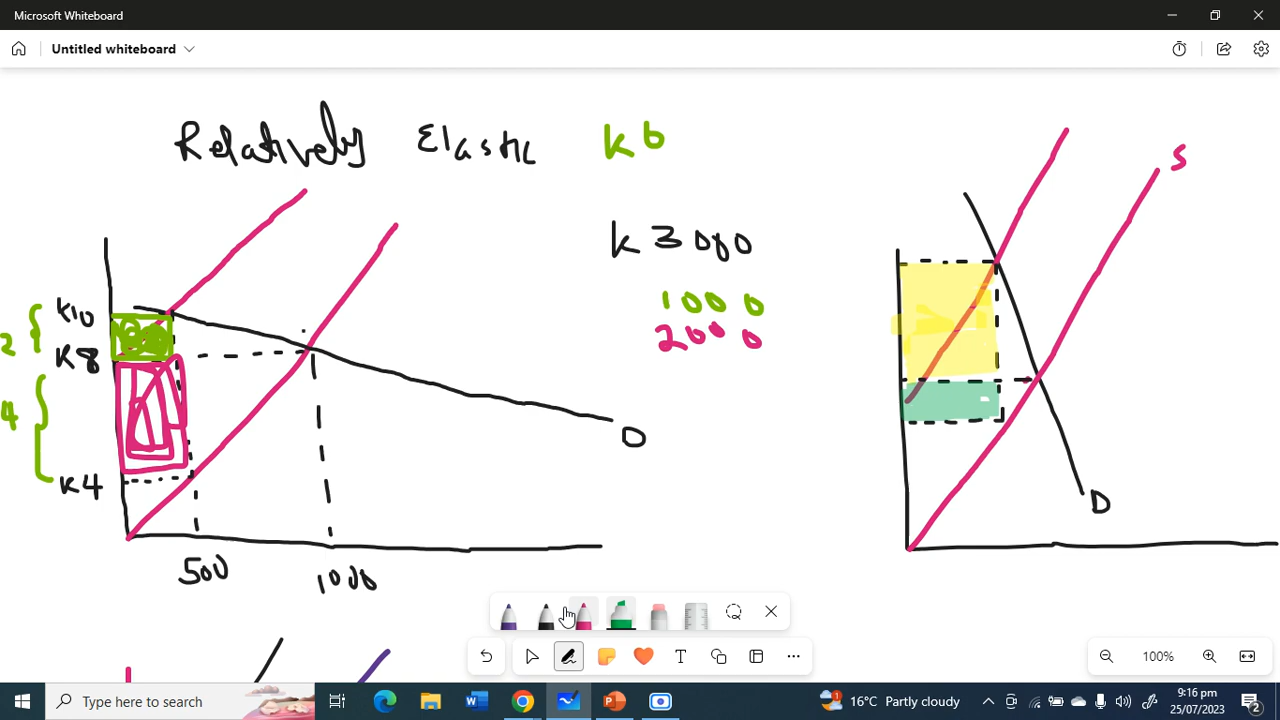 Microsoft Whiteboard
Untitled whiteboard
Relatively Elastic K6
S
K 3000
1000
2000
K10
2
K8
4
K4
D
D
500
1000
100%
Type here to search
16°C Partly cloudy
9:16 pm
25/07/2023